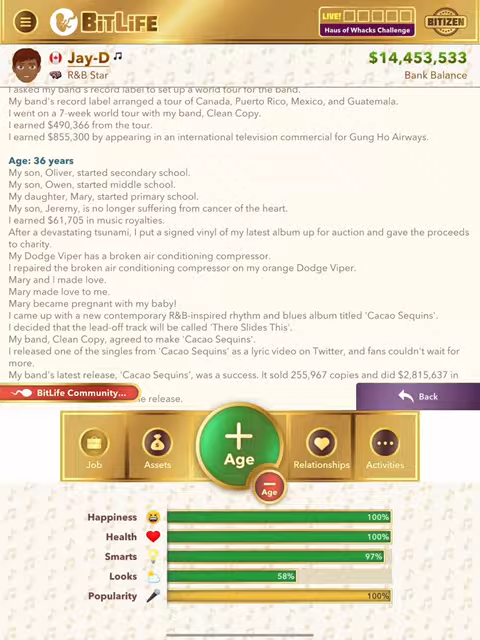 BITLIFE
LIVE!
Haus of Whacks Challenge
BITIZEN
Jay-D
$14,453,533
R&B Star
Bank Balance
I asked my band's record label to set up a world tour for the band.
My band's record label arranged a tour of Canada, Puerto Rico, Mexico, and Guatemala.
I went on a 7-week world tour with my band, Clean Copy.
I earned $490,366 from the tour.
I earned $855,300 by appearing in an international television commercial for Gung Ho Airways.
Age: 36 years
My son, Oliver, started secondary school.
My son, Owen, started middle school.
My daughter, Mary, started primary school.
My son, Jeremy, is no longer suffering from cancer of the heart.
I earned $61,705 in music royalties.
After a devastating tsunami, I put a signed vinyl of my latest album up for auction and gave the proceeds
to charity.
My Dodge Viper has a broken air conditioning compressor.
I repaired the broken air conditioning compressor on my orange Dodge Viper.
Mary and I made love.
Mary made love to me.
Mary became pregnant with my baby!
I came up with a new contemporary R&B-inspired rhythm and blues album titled 'Cacao Sequins'.
I decided that the lead-off track will be called 'There Slides This'.
My band, Clean Copy, agreed to make 'Cacao Sequins'.
I released one of the singles from 'Cacao Sequins' as a lyric video on Twitter, and fans couldn't wait for
more.
My band's latest release, 'Cacao Sequins', was a success. It sold 255,967 copies and did $2,815,637 in
BitLife Community...
e release.
Back
Job
Assets
Age
Age
Relationships
Activities
Happiness 100%
Health 100%
Smarts 97%
Looks 58%
Popularity 100%